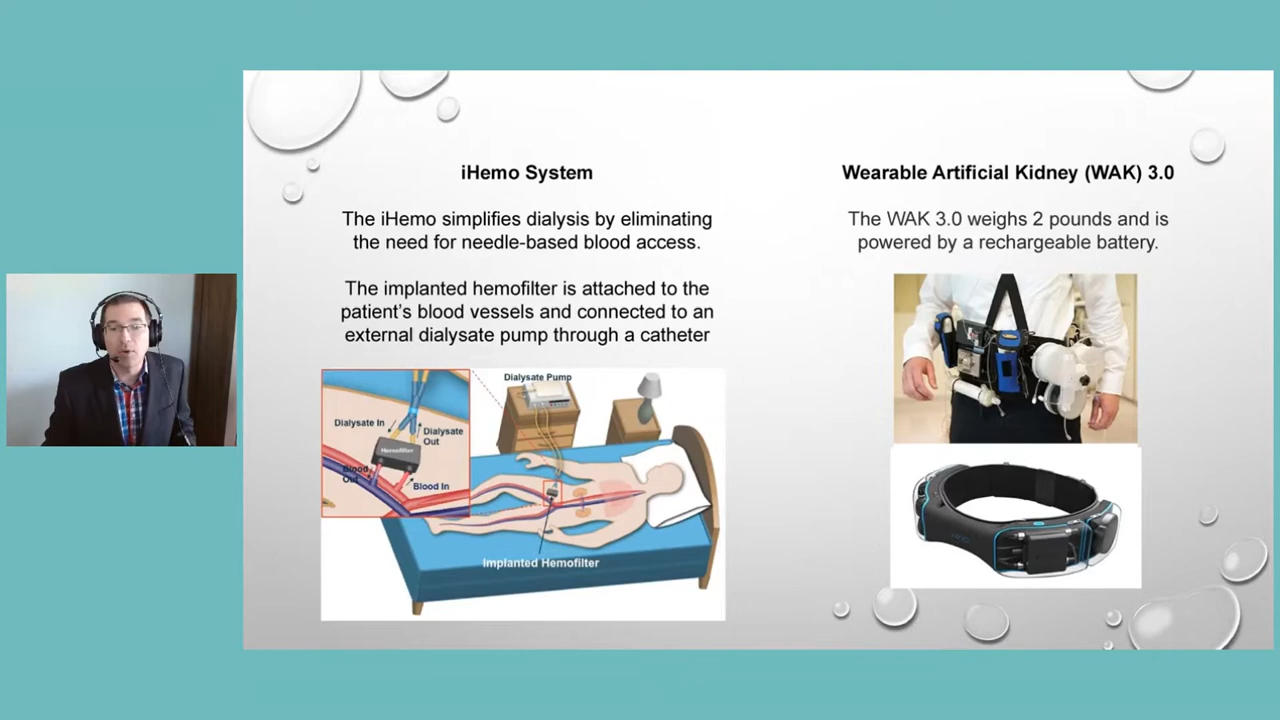 iHemo System
The iHemo simplifies dialysis by eliminating
the need for needle-based blood access.
The implanted hemofilter is attached to the
patient's blood vessels and connected to an
external dialysate pump through a catheter
Dialysate Pump
Dialysate In
Dialysate
Out
Hemofilter
Blood
Out
Blood In
Implanted Hemofilter
Wearable Artificial Kidney (WAK) 3.0
The WAK 3.0 weighs 2 pounds and is
powered by a rechargeable battery.